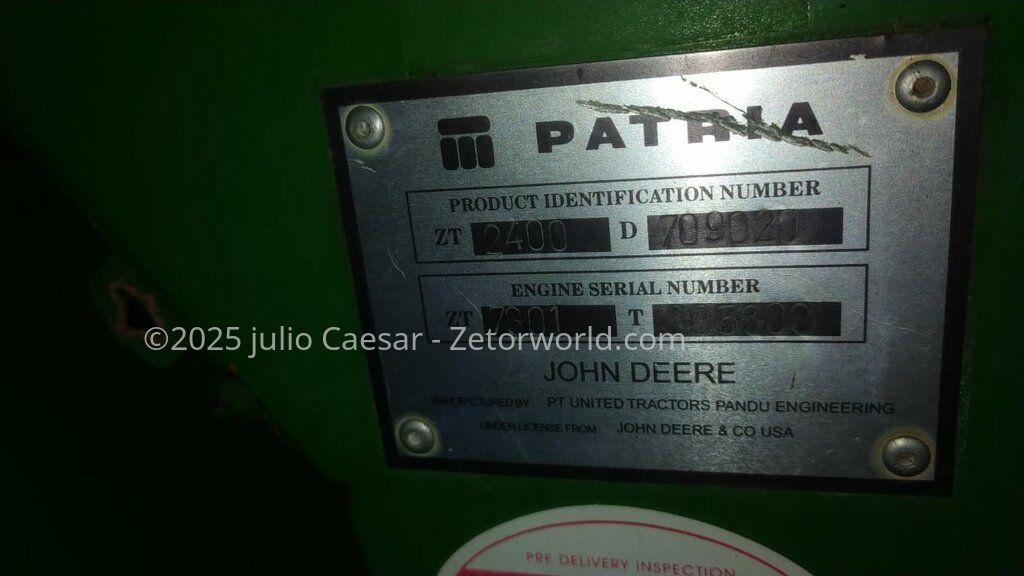 PATRIA
PRODUCT IDENTIFICATION NUMBER
ZT 2400 D 709020
ENGINE SERIAL NUMBER
ZT T
©2025 julio Caesar - Zetorworld.com
JOHN DEERE
MANUFACTURED BY PT UNITED TRACTORS PANDU ENGINEERING
UNDER LICENSE FROM: JOHN DEERE & CO USA
PRE DELIVERY INSPECTION